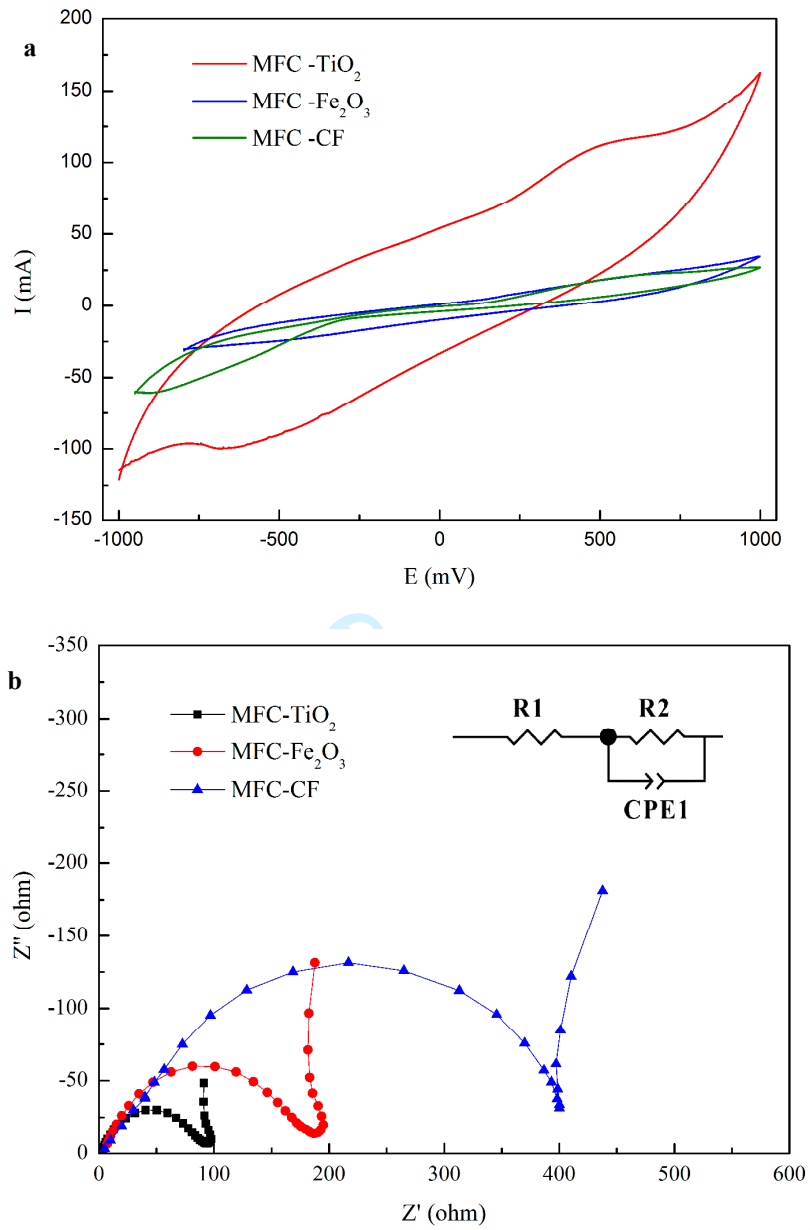 a
200
150
100
50
0
-50
-100
-150
I (mA)
MFC -TiO₂
MFC -Fe₂O₃
MFC -CF
-1000 -500 0 500 1000
E (mV)
b
-350
-300
-250
-200
-150
-100
-50
0
Z'' (ohm)
MFC-TiO₂
MFC-Fe₂O₃
MFC-CF
R1 R2
CPE1
0 100 200 300 400 500 600
Z' (ohm)